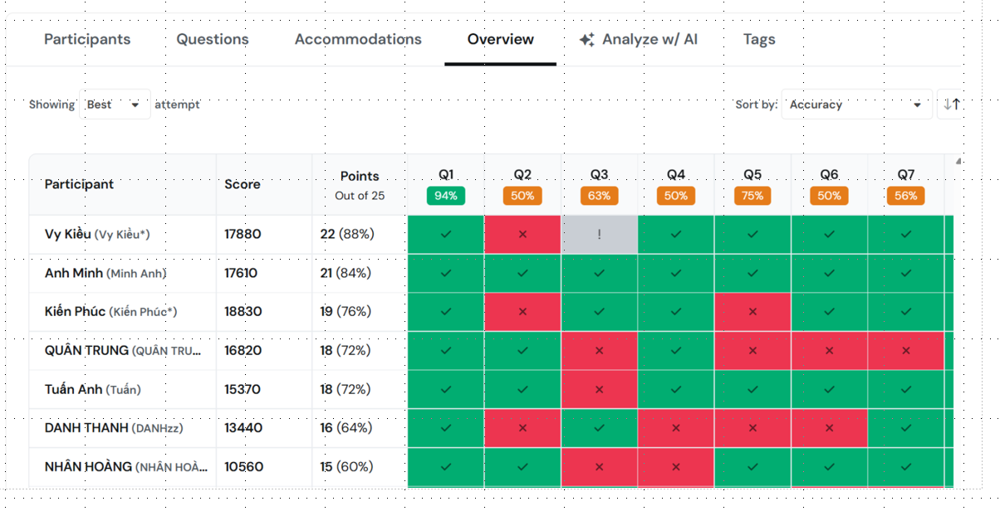 Participants Questions Accommodations Overview Analyze w/ AI Tags
Showing Best attempt Sort by: Accuracy
Participant Score Points Out of 25 Q1 94% Q2 50% Q3 63% Q4 50% Q5 75% Q6 50% Q7 56%
Vy Kiều (Vy Kiều*) 17880 22 (88%) !
Anh Minh (Minh Anh) 17610 21 (84%)
Kiến Phúc (Kiến Phúc*) 18830 19 (76%)
QUÂN TRUNG (QUÂN TRU... 16820 18 (72%)
Tuấn Anh (Tuấn) 15370 18 (72%)
DANH THANH (DANHzz) 13440 16 (64%)
NHÂN HOÀNG (NHÂN HOÀ... 10560 15 (60%)